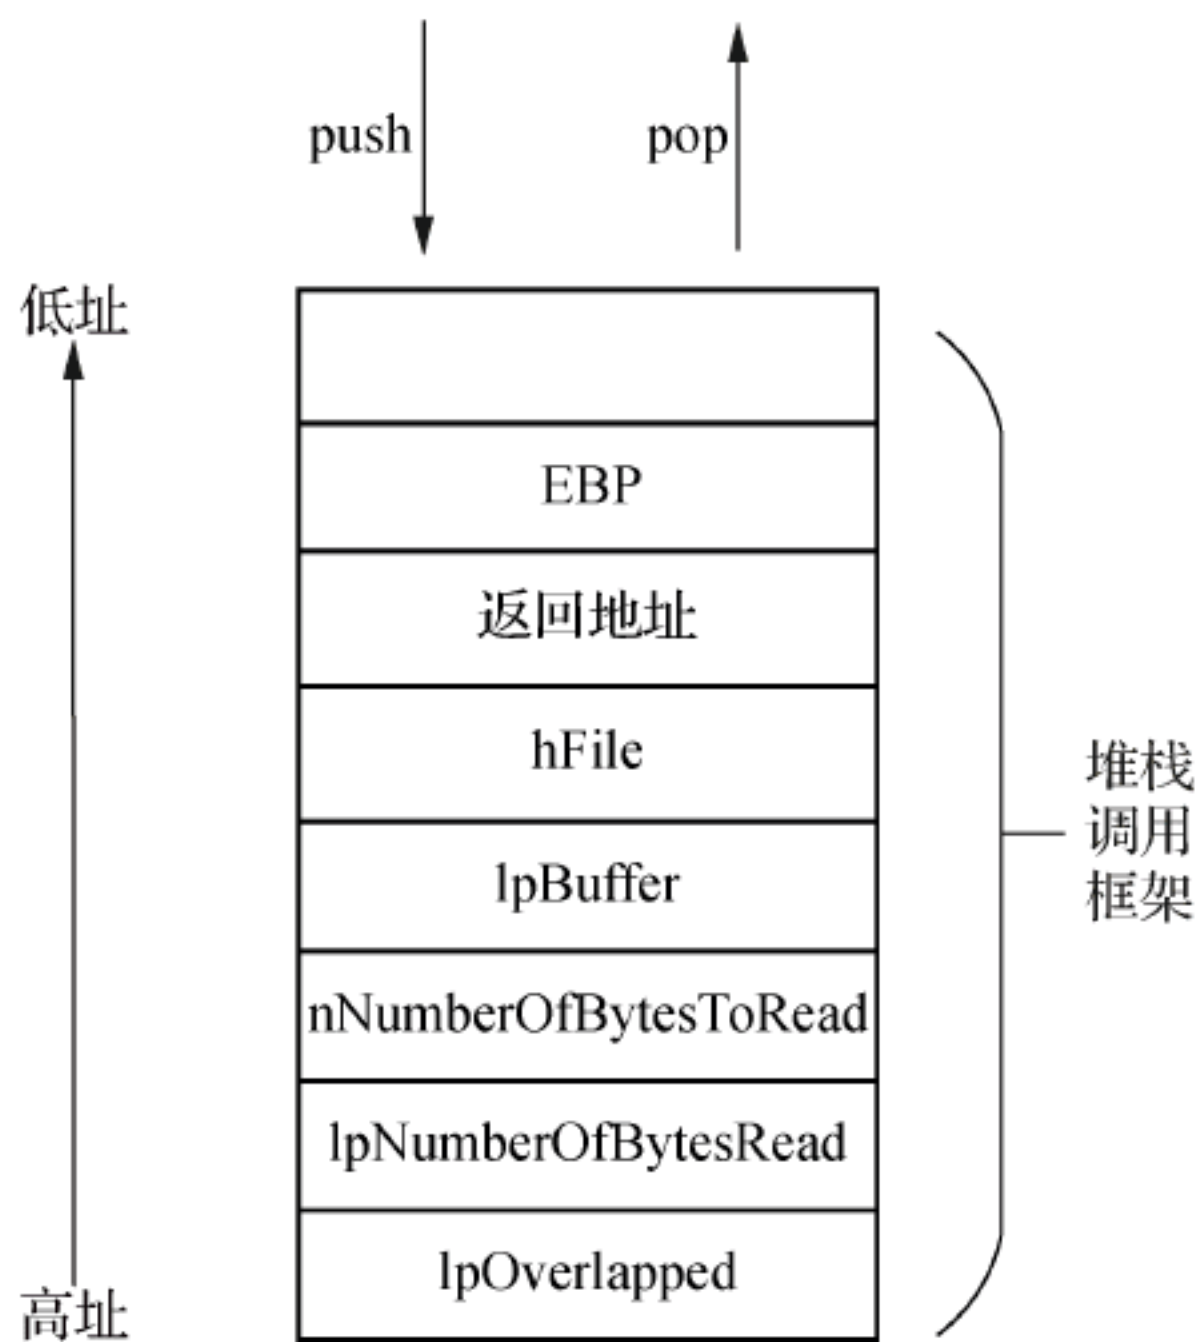 push
pop
低址
EBP
返回地址
hFile
lpBuffer
nNumberOfBytesToRead
lpNumberOfBytesRead
lpOverlapped
高址
堆栈
调用
框架